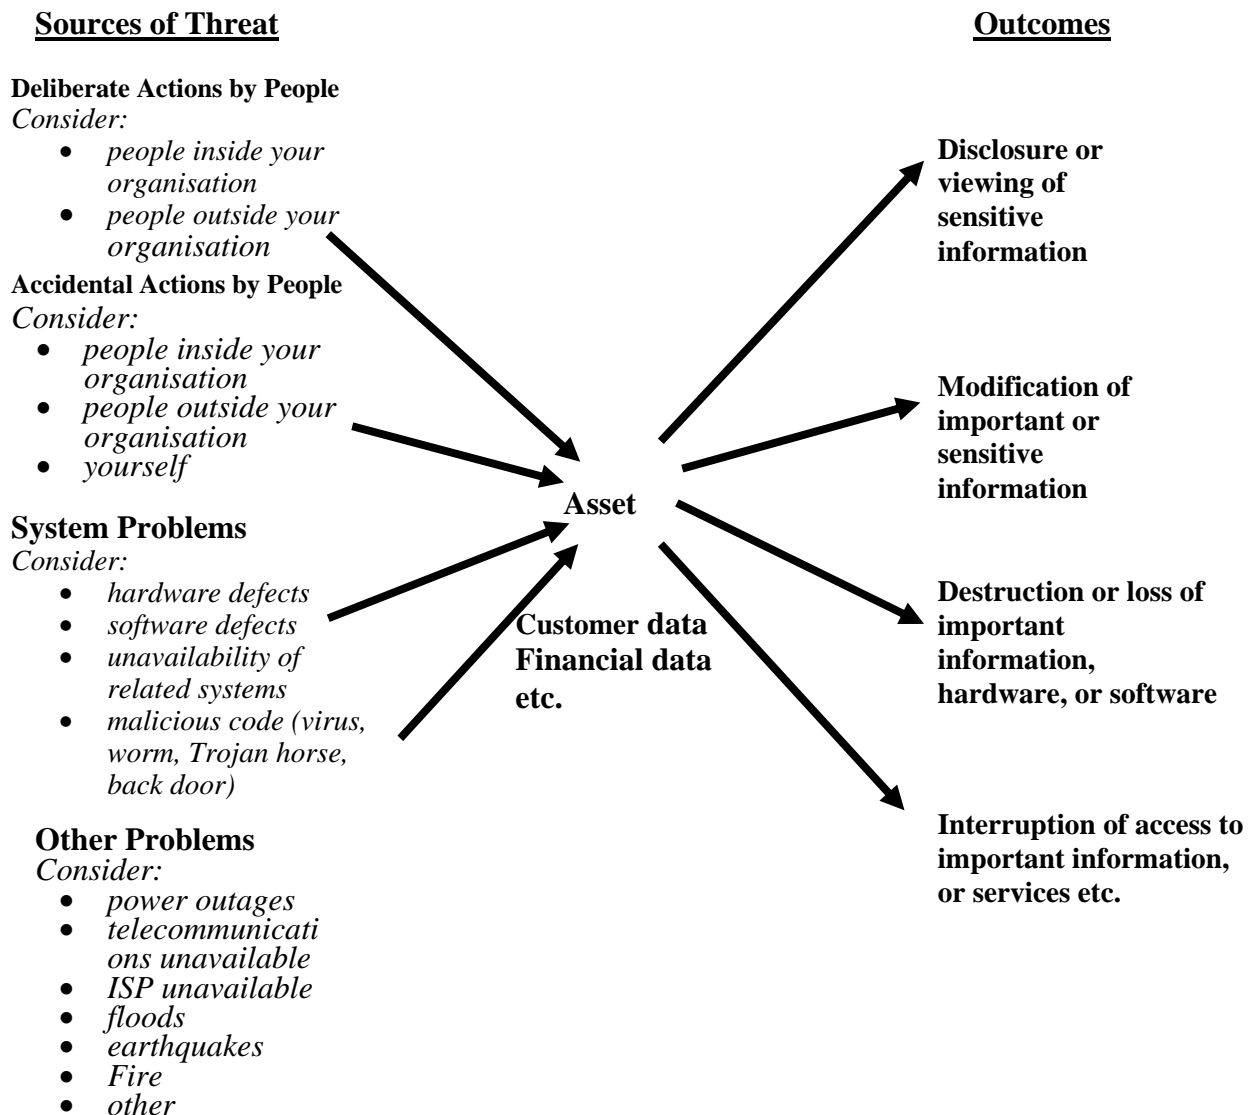 Sources of Threat
Deliberate Actions by People
Consider:
• people inside your
organisation
• people outside your
organisation
Accidental Actions by People
Consider:
• people inside your
organisation
• people outside your
organisation
• yourself
System Problems
Consider:
• hardware defects
• software defects
• unavailability of
related systems
• malicious code (virus,
worm, Trojan horse,
back door)
Other Problems
Consider:
• power outages
• telecommunicati
ons unavailable
• ISP unavailable
• floods
• earthquakes
• Fire
• other
Asset
Customer data
Financial data
etc.
Outcomes
Disclosure or
viewing of
sensitive
information
Modification of
important or
sensitive
information
Destruction or loss of
important
information,
hardware, or software
Interruption of access to
important information,
or services etc.